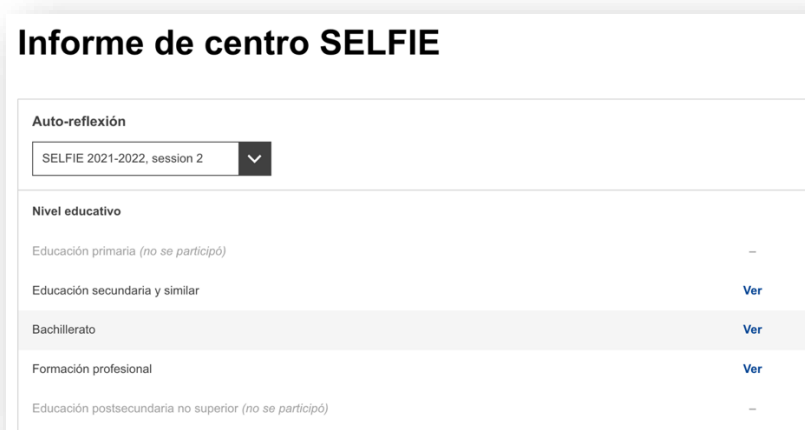 Informe de centro SELFIE
Auto-reflexión
SELFIE 2021-2022, session 2
Nivel educativo
Educación primaria (no se participó) –
Educación secundaria y similar Ver
Bachillerato Ver
Formación profesional Ver
Educación postsecundaria no superior (no se participó) –